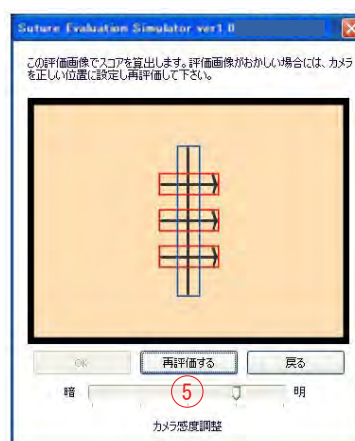 Suture Evaluation Simulator ver1.0
この評価画像でスコアを算出します。評価画像がおかしい場合には、カメラ
を正しい位置に設定し再評価して下さい。
OK
再評価する
戻る
暗
⑤
明
カメラ感度調整